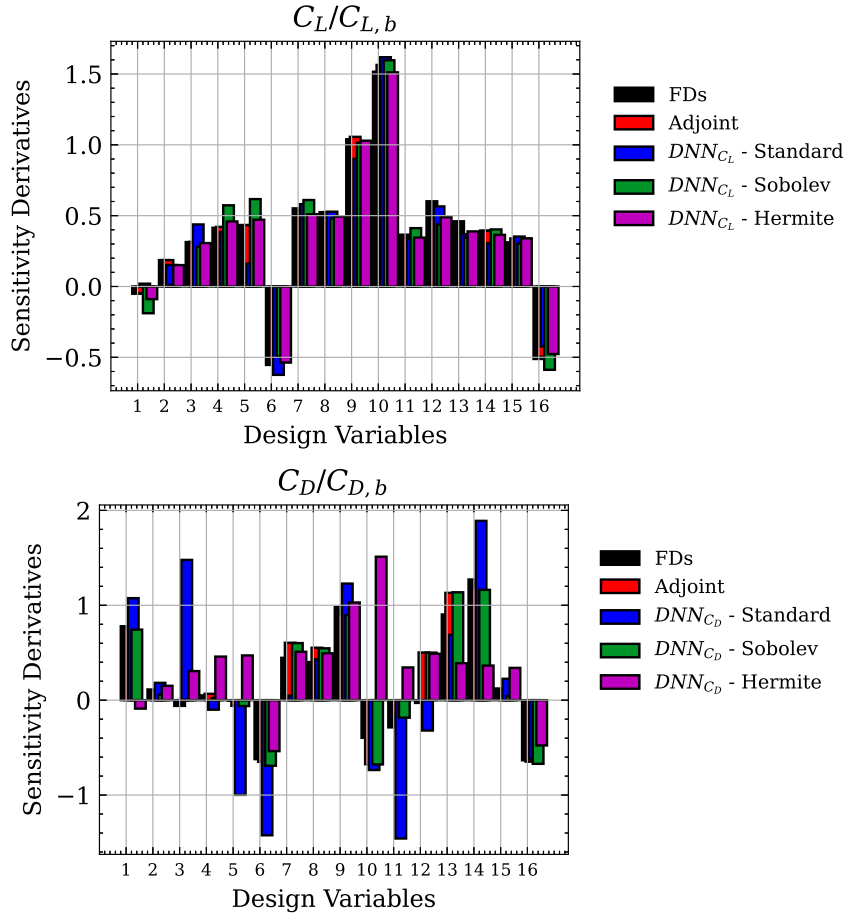 C_L/C_{L, b}
Sensitivity Derivatives
1.5
1.0
0.5
0.0
−0.5
1 2 3 4 5 6 7 8 9 10 11 12 13 14 15 16
Design Variables
FDs
Adjoint
DNN_{C_L} - Standard
DNN_{C_L} - Sobolev
DNN_{C_L} - Hermite
C_D/C_{D, b}
Sensitivity Derivatives
2
1
0
−1
1 2 3 4 5 6 7 8 9 10 11 12 13 14 15 16
Design Variables
FDs
Adjoint
DNN_{C_D} - Standard
DNN_{C_D} - Sobolev
DNN_{C_D} - Hermite